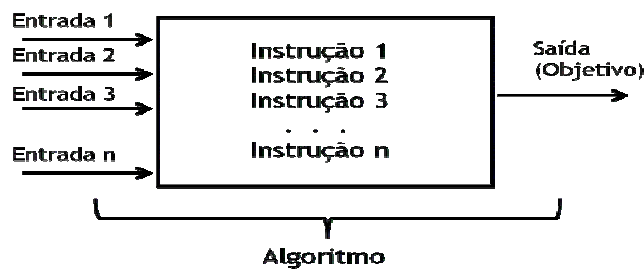 Entrada 1
Entrada 2
Entrada 3
Entrada n
Instrução 1
Instrução 2
Instrução 3
. . .
Instrução n
Saída
(Objetivo)
Algoritmo